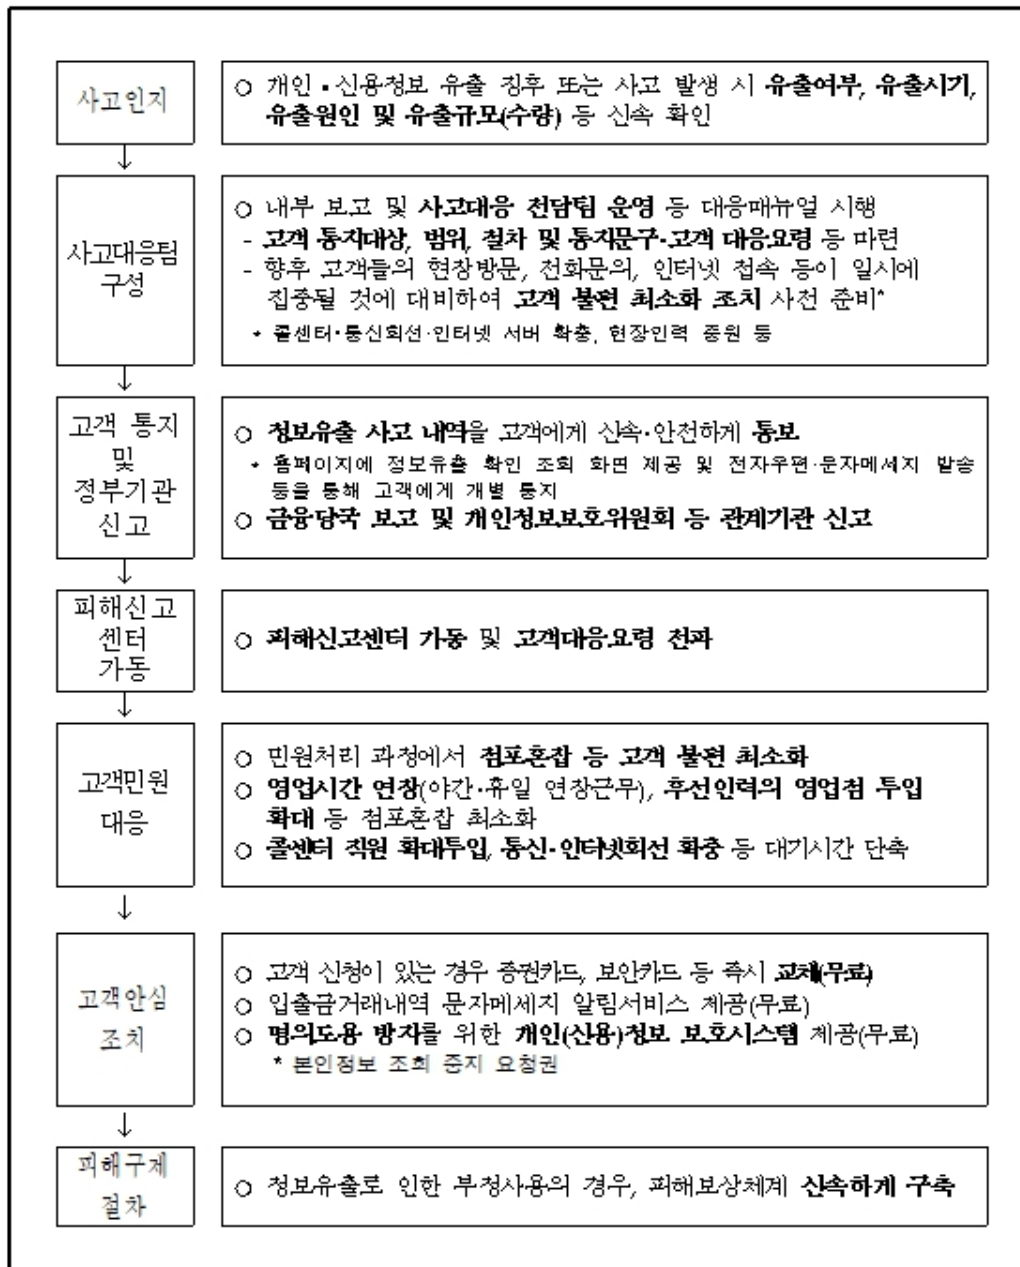 사고인지
○ 개인·신용정보 유출 징후 또는 사고 발생 시 유출여부, 유출시기,
유출원인 및 유출규모(수량) 등 신속 확인
↓
사고대응팀
구성
○ 내부 보고 및 사고대응 전담팀 운영 등 대응매뉴얼 시행
- 고객 통지대상, 범위, 절차 및 통지문구·고객 대응요령 등 마련
- 향후 고객들의 현장방문, 전화문의, 인터넷 접속 등이 일시에
집중될 것에 대비하여 고객 불편 최소화 조치 사전 준비*
* 콜센터·통신회선·인터넷 서버 확충, 현장인력 증원 등
↓
고객 통지
및
정부기관
신고
○ 정보유출 사고 내역을 고객에게 신속·안전하게 통보
* 홈페이지에 정보유출 확인 조회 화면 제공 및 전자우편·문자메세지 발송
등을 통해 고객에게 개별 통지
○ 금융당국 보고 및 개인정보보호위원회 등 관계기관 신고
↓
피해신고
센터
가동
○ 피해신고센터 가동 및 고객대응요령 전파
↓
고객민원
대응
○ 민원처리 과정에서 점포혼잡 등 고객 불편 최소화
○ 영업시간 연장(야간·휴일 연장근무), 후선인력의 영업점 투입
확대 등 점포혼잡 최소화
○ 콜센터 직원 확대투입, 통신·인터넷회선 확충 등 대기시간 단축
↓
고객안심
조치
○ 고객 신청이 있는 경우 증권카드, 보안카드 등 즉시 교체(무료)
○ 입출금거래내역 문자메세지 알림서비스 제공(무료)
○ 명의도용 방자를 위한 개인(신용)정보 보호시스템 제공(무료)
* 본인정보 조회 중지 요청권
↓
피해구제
절차
○ 정보유출로 인한 부정사용의 경우, 피해보상체계 신속하게 구축